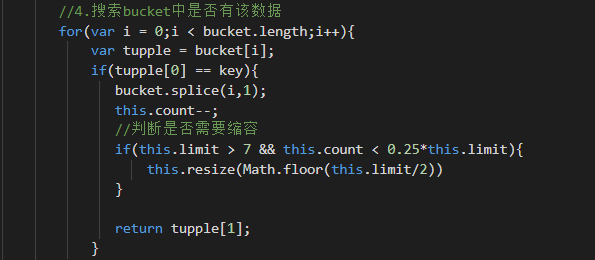 //4.搜索bucket中是否有该数据
for(var i = 0;i < bucket.length;i++){
var tupple = bucket[i];
if(tupple[0] == key){
bucket.splice(i,1);
this.count--;
//判断是否需要缩容
if(this.limit > 7 && this.count < 0.25*this.limit){
this.resize(Math.floor(this.limit/2))
}
return tupple[1];
}